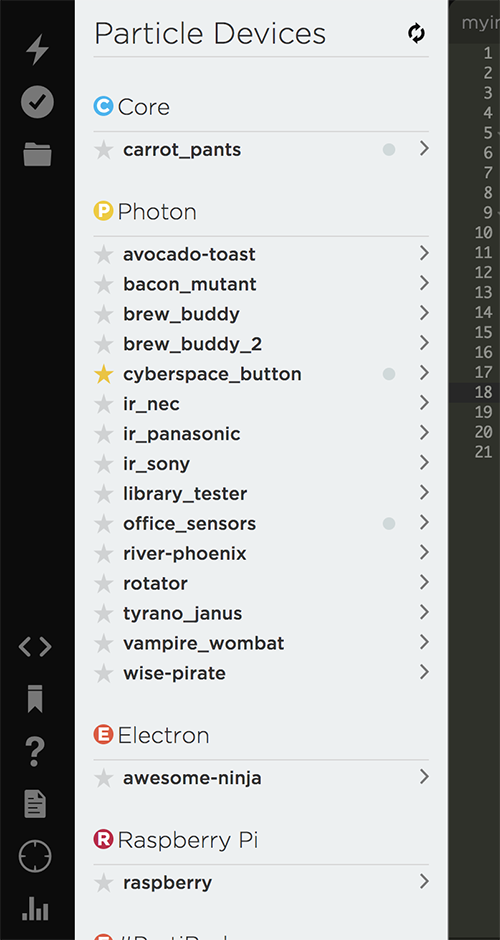 Particle Devices
C Core
carrot_pants
P Photon
avocado-toast
bacon_mutant
brew_buddy
brew_buddy_2
cyberspace_button
ir_nec
ir_panasonic
ir_sony
library_tester
office_sensors
river-phoenix
rotator
tyrano_janus
vampire_wombat
wise-pirate
E Electron
awesome-ninja
R Raspberry Pi
raspberry
myin
1
2
3
4
5
6
7
8
9
10
11
12
13
14
15
16
17
18
19
20
21